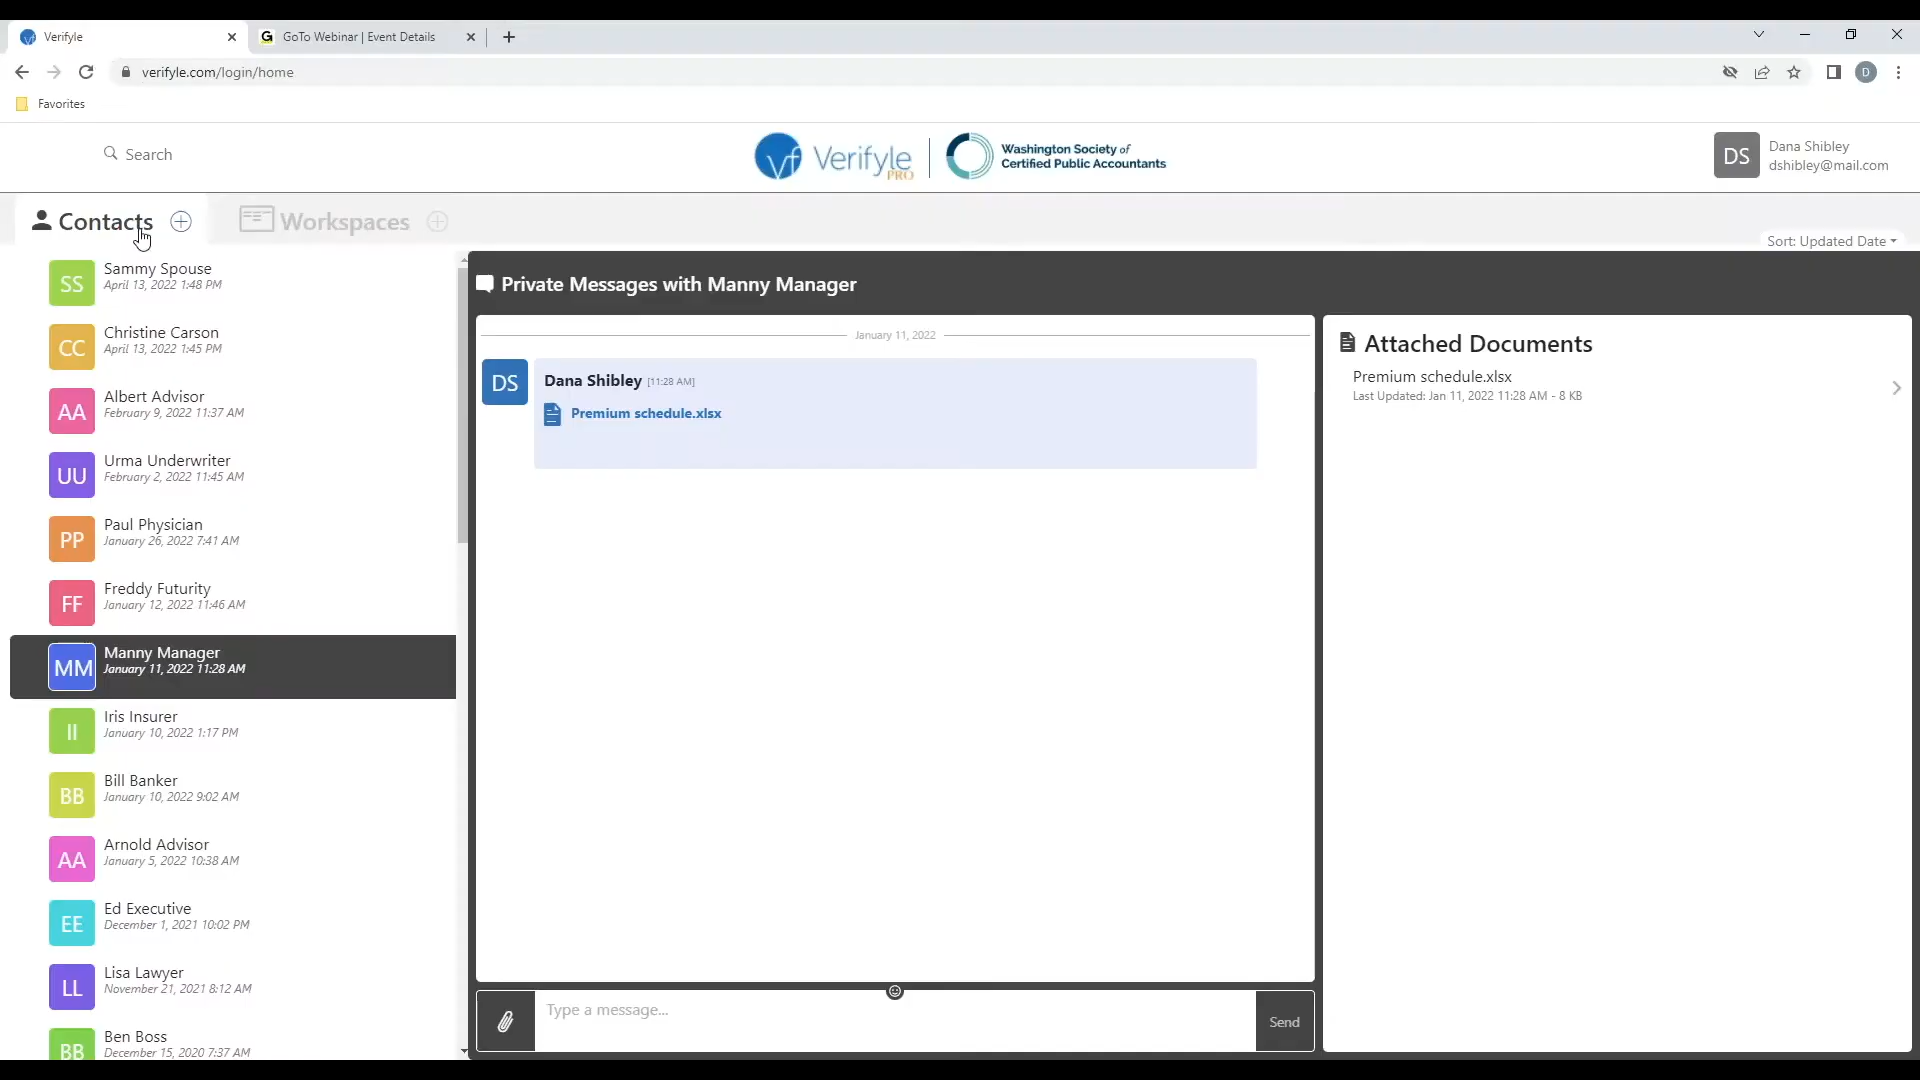 Verifyle
GoTo Webinar | Event Details
verifyle.com/login/home
D
Favorites
Search
vf Verifyle PRO
Washington Society of
Certified Public Accountants
DS
Dana Shibley
dshibley@mail.com
Contacts
Workspaces
Sort: Updated Date
SS
Sammy Spouse
April 13, 2022 1:48 PM
CC
Christine Carson
April 13, 2022 1:45 PM
AA
Albert Advisor
February 9, 2022 11:37 AM
UU
Urma Underwriter
February 2, 2022 11:45 AM
PP
Paul Physician
January 26, 2022 7:41 AM
FF
Freddy Futurity
January 12, 2022 11:46 AM
MM
Manny Manager
January 11, 2022 11:28 AM
II
Iris Insurer
January 10, 2022 1:17 PM
BB
Bill Banker
January 10, 2022 9:02 AM
AA
Arnold Advisor
January 5, 2022 10:38 AM
EE
Ed Executive
December 1, 2021 10:02 PM
LL
Lisa Lawyer
November 21, 2021 8:12 AM
BB
Ben Boss
December 15, 2020 7:37 AM
Private Messages with Manny Manager
January 11, 2022
DS
Dana Shibley [11:28 AM]
Premium schedule.xlsx
Type a message...
Send
Attached Documents
Premium schedule.xlsx
Last Updated: Jan 11, 2022 11:28 AM - 8 KB